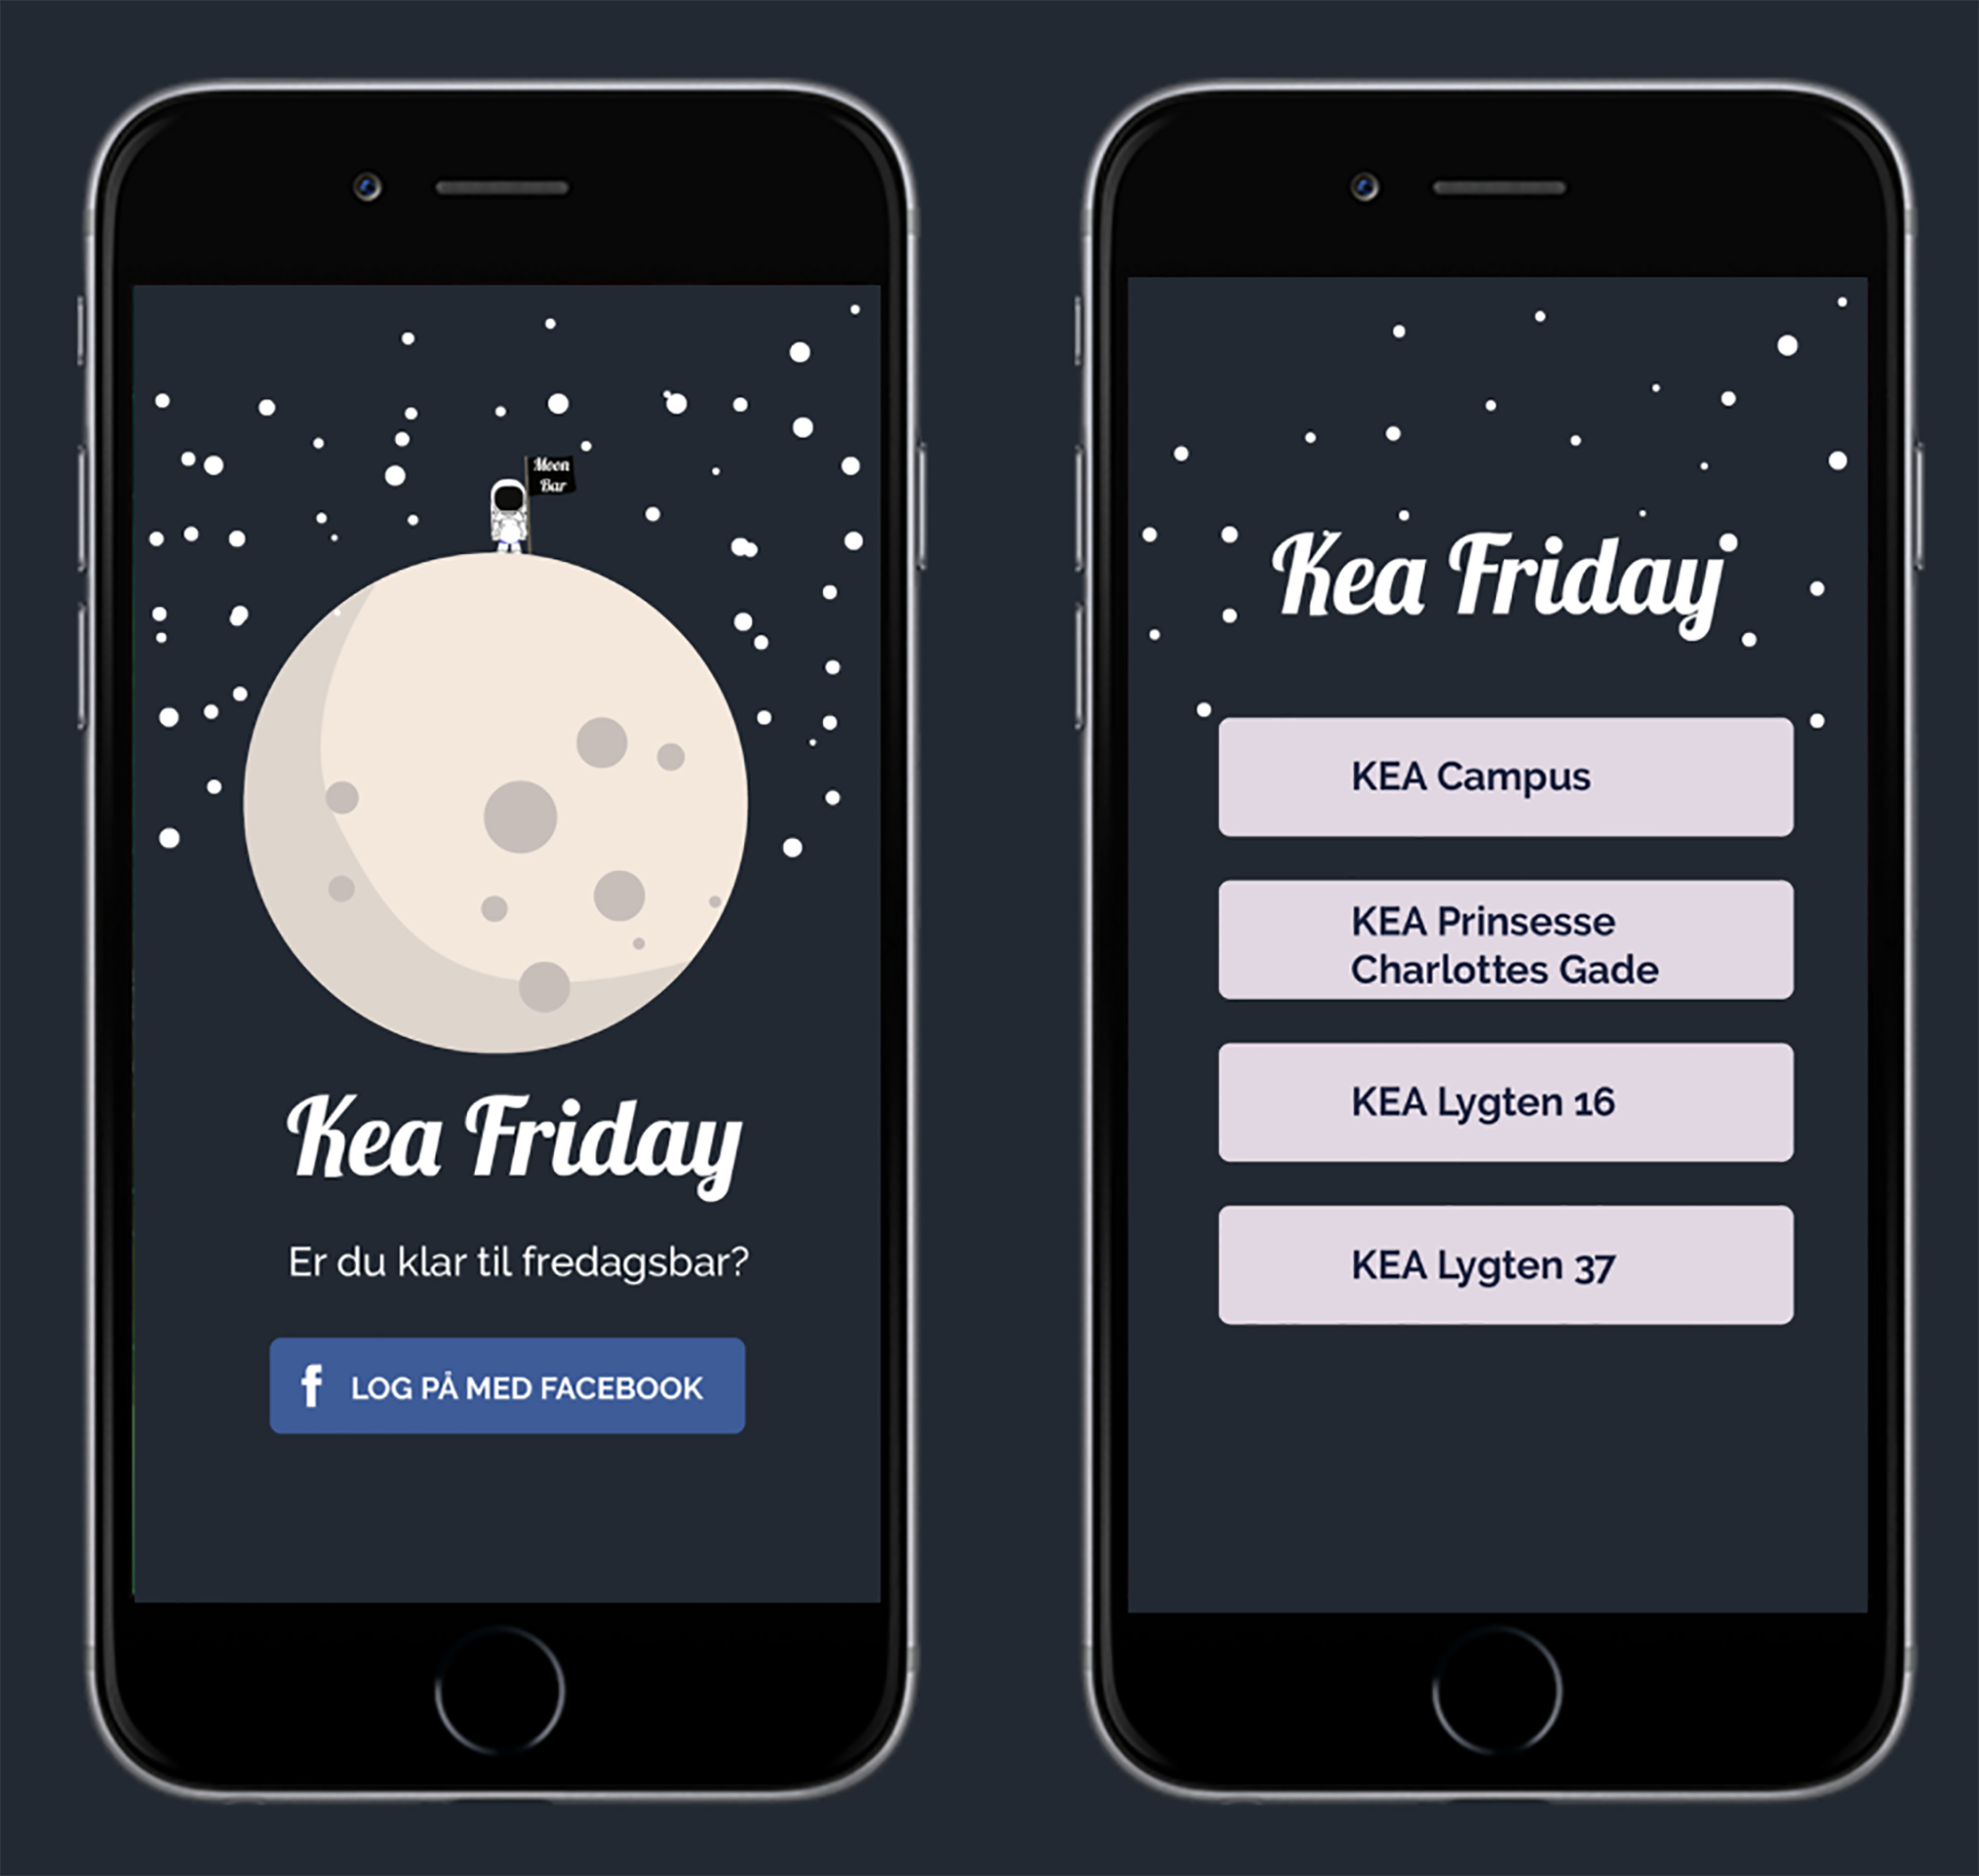 Moon
Bar
Kea Friday
Er du klar til fredagsbar?
f LOG PÅ MED FACEBOOK
Kea Friday
KEA Campus
KEA Prinsesse
Charlottes Gade
KEA Lygten 16
KEA Lygten 37